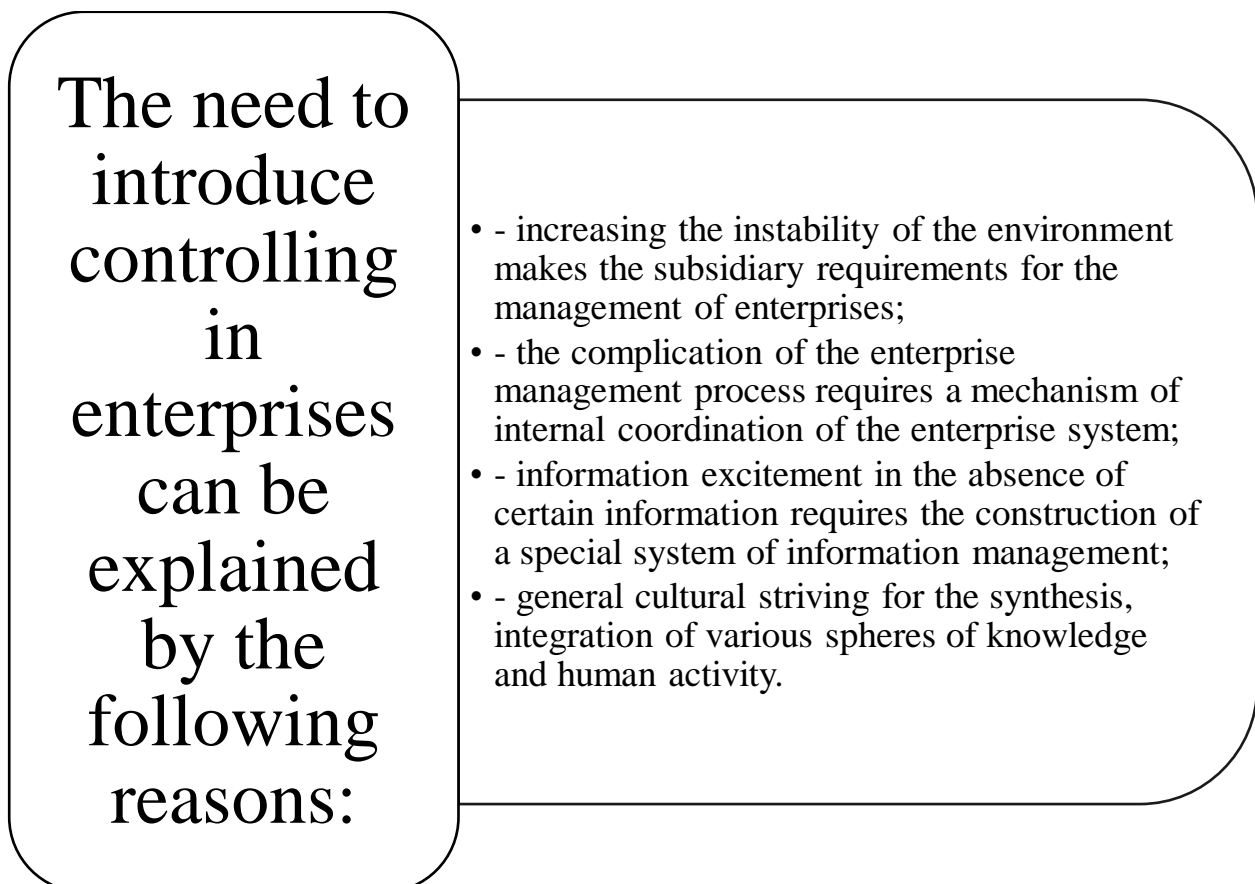 The need to
introduce
controlling
in
enterprises
can be
explained
by the
following
reasons:
• - increasing the instability of the environment
makes the subsidiary requirements for the
management of enterprises;
• - the complication of the enterprise
management process requires a mechanism of
internal coordination of the enterprise system;
• - information excitement in the absence of
certain information requires the construction of
a special system of information management;
• - general cultural striving for the synthesis,
integration of various spheres of knowledge
and human activity.